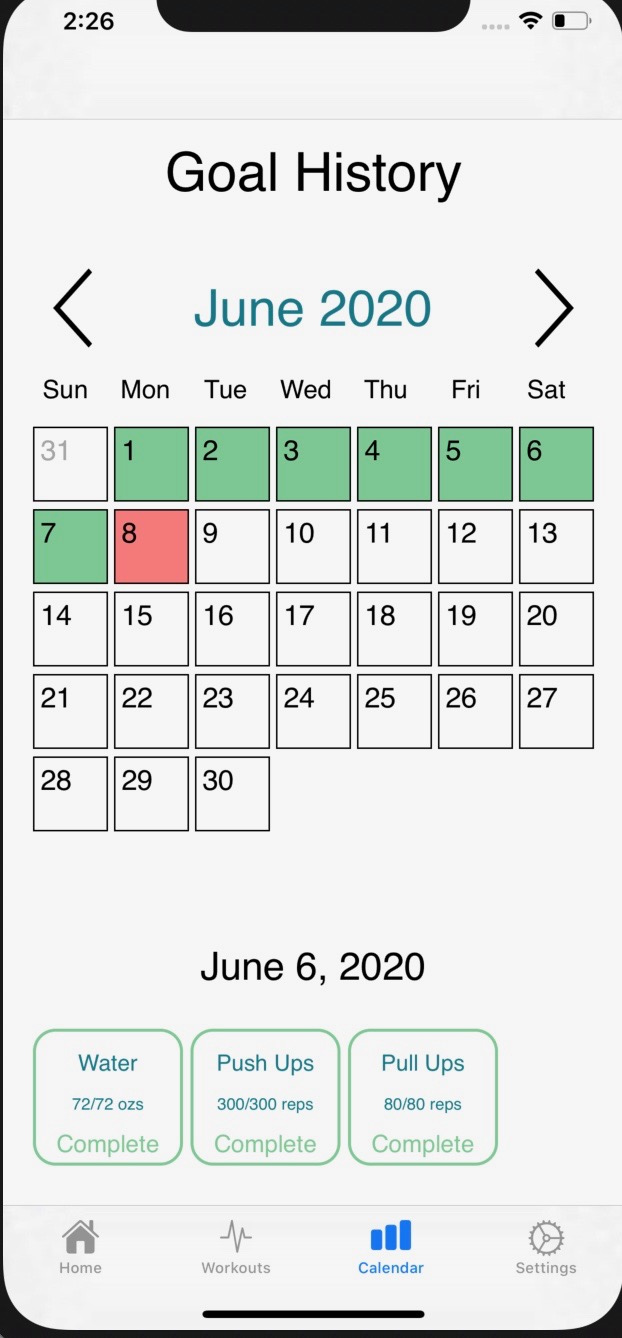 2:26
Goal History
June 2020
Sun Mon Tue Wed Thu Fri Sat
31 1 2 3 4 5 6
7 8 9 10 11 12 13
14 15 16 17 18 19 20
21 22 23 24 25 26 27
28 29 30
June 6, 2020
Water Push Ups Pull Ups
72/72 ozs 300/300 reps 80/80 reps
Complete Complete Complete
Home Workouts Calendar Settings